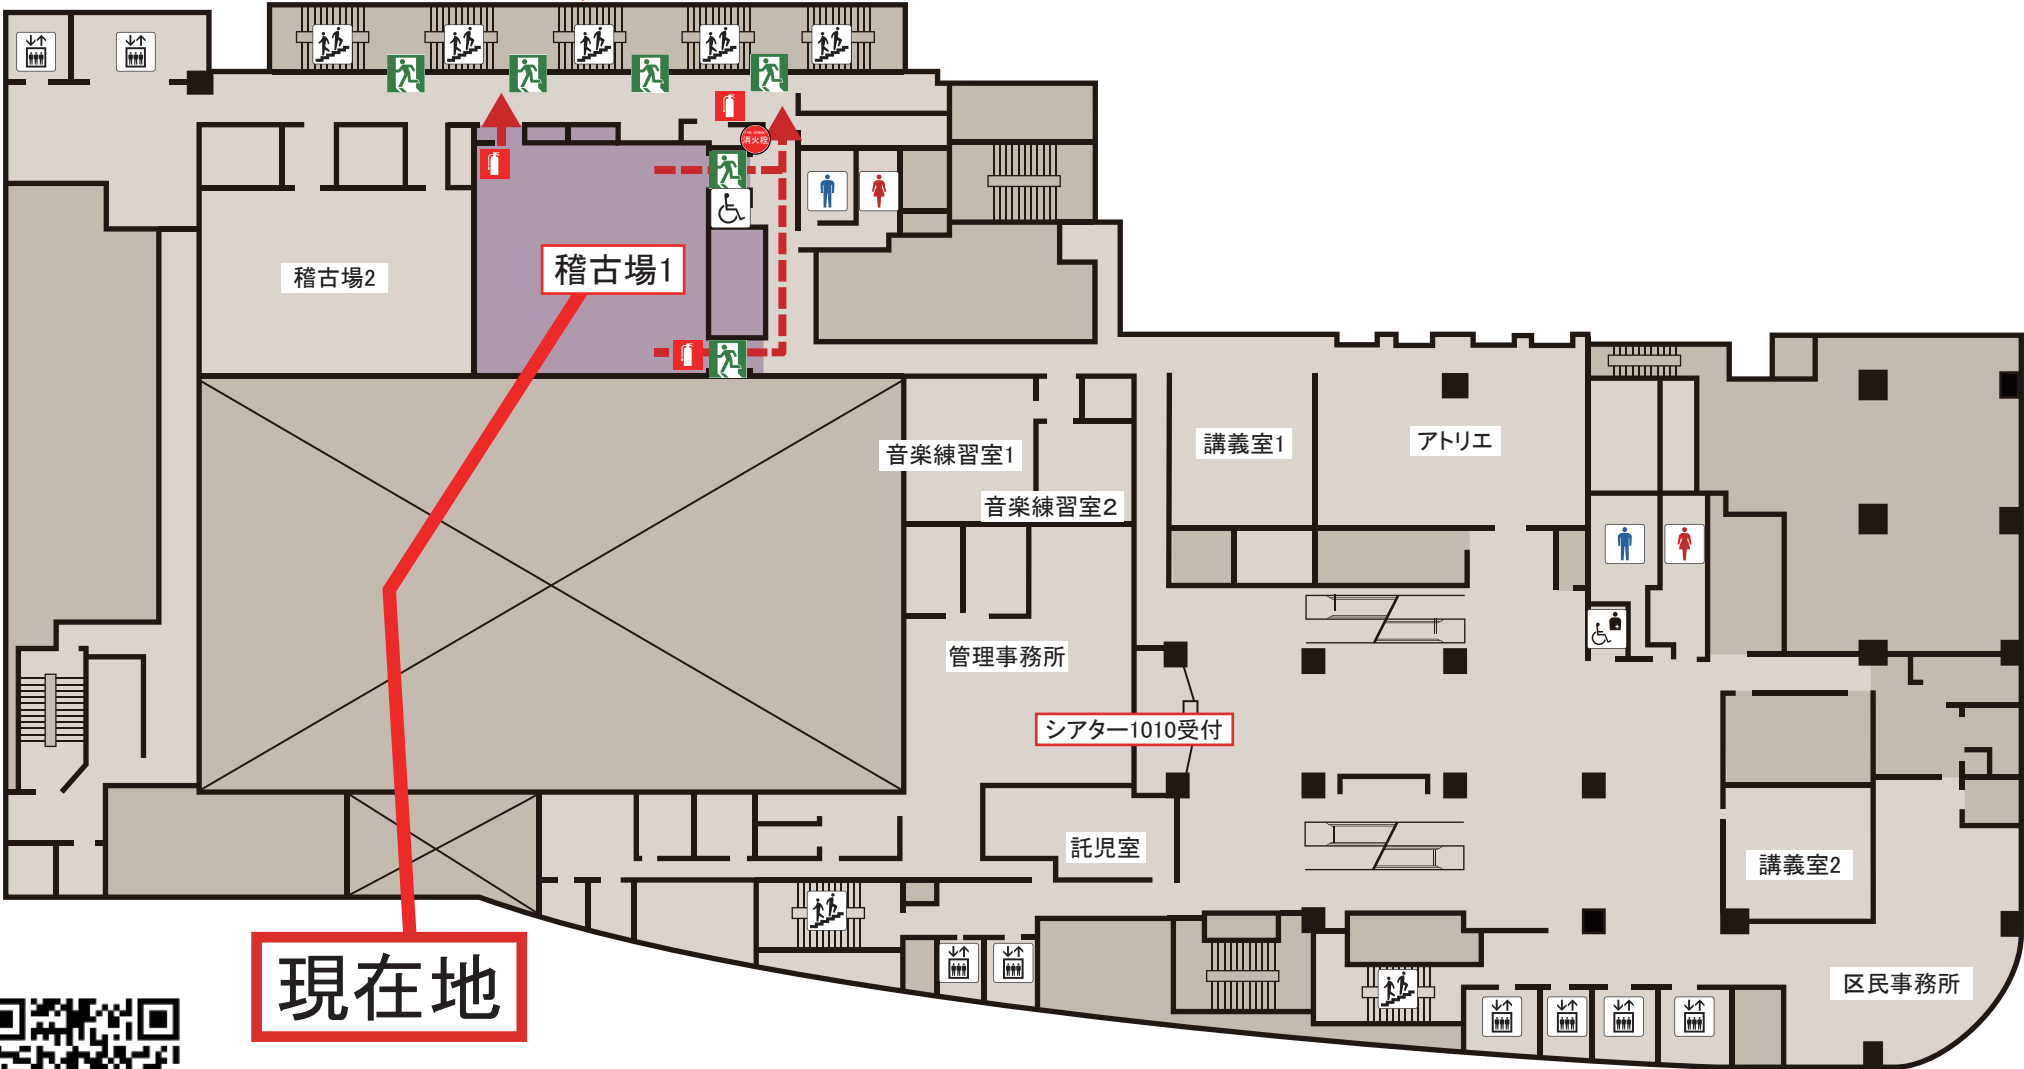 消火栓
稽古場1
稽古場2
音楽練習室1
講義室1
アトリエ
音楽練習室2
管理事務所
シアター1010受付
託児室
講義室2
現在地
区民事務所